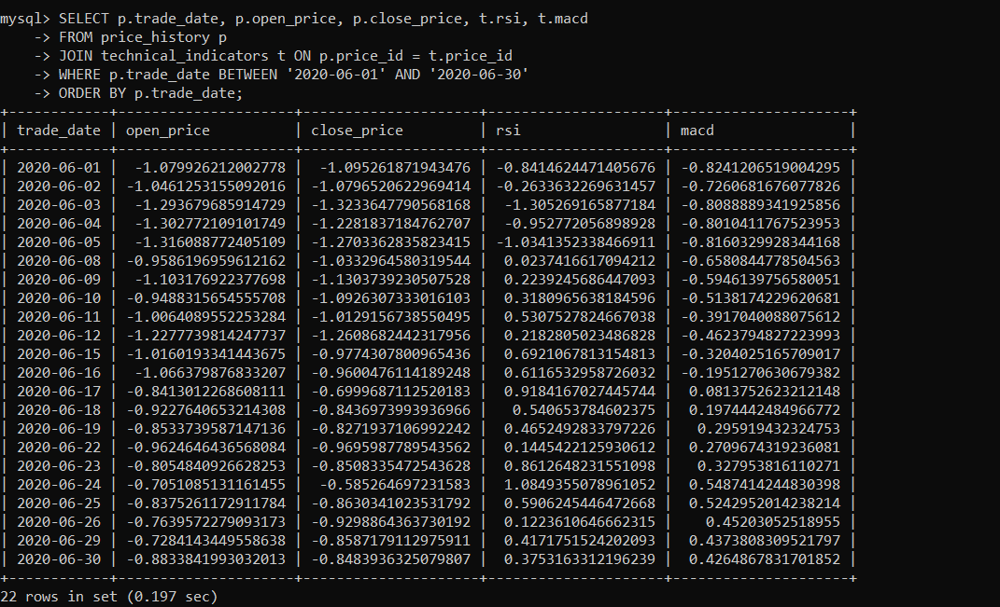 mysql> SELECT p.trade_date, p.open_price, p.close_price, t.rsi, t.macd
    -> FROM price_history p
    -> JOIN technical_indicators t ON p.price_id = t.price_id
    -> WHERE p.trade_date BETWEEN '2020-06-01' AND '2020-06-30'
    -> ORDER BY p.trade_date;
+------------+---------------------+---------------------+---------------------+---------------------+
| trade_date | open_price          | close_price         | rsi                 | macd                |
+------------+---------------------+---------------------+---------------------+---------------------+
| 2020-06-01 |  -1.079926212002778 |  -1.095261871943476 | -0.8414624471405676 | -0.8241206519004295 |
| 2020-06-02 | -1.0461253155092016 | -1.0796520622969414 | -0.2633632269631457 | -0.7260681676077826 |
| 2020-06-03 |  -1.293679685914729 | -1.3233647790568168 |  -1.305269165877184 | -0.8088889341925856 |
| 2020-06-04 |  -1.302772109101749 | -1.2281837184762707 |  -0.952772056898928 | -0.8010411767523953 |
| 2020-06-05 |  -1.316088772405109 | -1.2703362835823415 | -1.0341352338466911 | -0.8160329928344168 |
| 2020-06-08 | -0.9586196959612162 | -1.0332964580319544 |  0.0237416617094212 | -0.6580844778504563 |
| 2020-06-09 |  -1.103176922377698 | -1.1303739230507528 |  0.2239245686447093 | -0.5946139756580051 |
| 2020-06-10 | -0.9488315654555708 | -1.0926307333016103 |  0.3180965638184596 | -0.5138174229620681 |
| 2020-06-11 | -1.0064089552253284 | -1.0129156738550495 |  0.5307527824667038 | -0.3917040088075612 |
| 2020-06-12 | -1.2277739814247737 | -1.2608682442317956 |  0.2182805023486828 | -0.4623794827223993 |
| 2020-06-15 | -1.0160193341443675 | -0.9774307800965436 |  0.6921067813154813 | -0.3204025165709017 |
| 2020-06-16 |  -1.066379876833207 | -0.9600476114189248 |  0.6116532958726032 | -0.1951270630679382 |
| 2020-06-17 | -0.8413012268608111 | -0.6999687112520183 |  0.9184167027445744 |  0.0813752623212148 |
| 2020-06-18 | -0.9227640653214308 | -0.8436973993936966 |   0.540653784602375 |  0.1974442484966772 |
| 2020-06-19 | -0.8533739587147136 | -0.8271937106992242 |  0.4652492833797226 |   0.295919432324753 |
| 2020-06-22 | -0.9624646436568084 | -0.9695987789543562 |  0.1445422125930612 |  0.2709674319236081 |
| 2020-06-23 | -0.8054840926628253 | -0.8508335472543628 |  0.8612648231551098 |   0.327953816110271 |
| 2020-06-24 | -0.7051085131161455 |  -0.585264697231583 |  1.0849355078961052 |  0.5487414244830398 |
| 2020-06-25 | -0.8375261172911784 | -0.8630341023531792 |  0.5906245446472668 |  0.5242952014238214 |
| 2020-06-26 | -0.7639572279093173 | -0.9298864363730192 |  0.1223610646662315 |    0.45203052518955 |
| 2020-06-29 | -0.7284143449558638 | -0.8587179112975911 |  0.4171751524202093 |  0.4373808309521797 |
| 2020-06-30 | -0.8833841993032013 | -0.8483936325079807 |  0.3753163312196239 |  0.4264867831701852 |
+------------+---------------------+---------------------+---------------------+---------------------+
22 rows in set (0.197 sec)